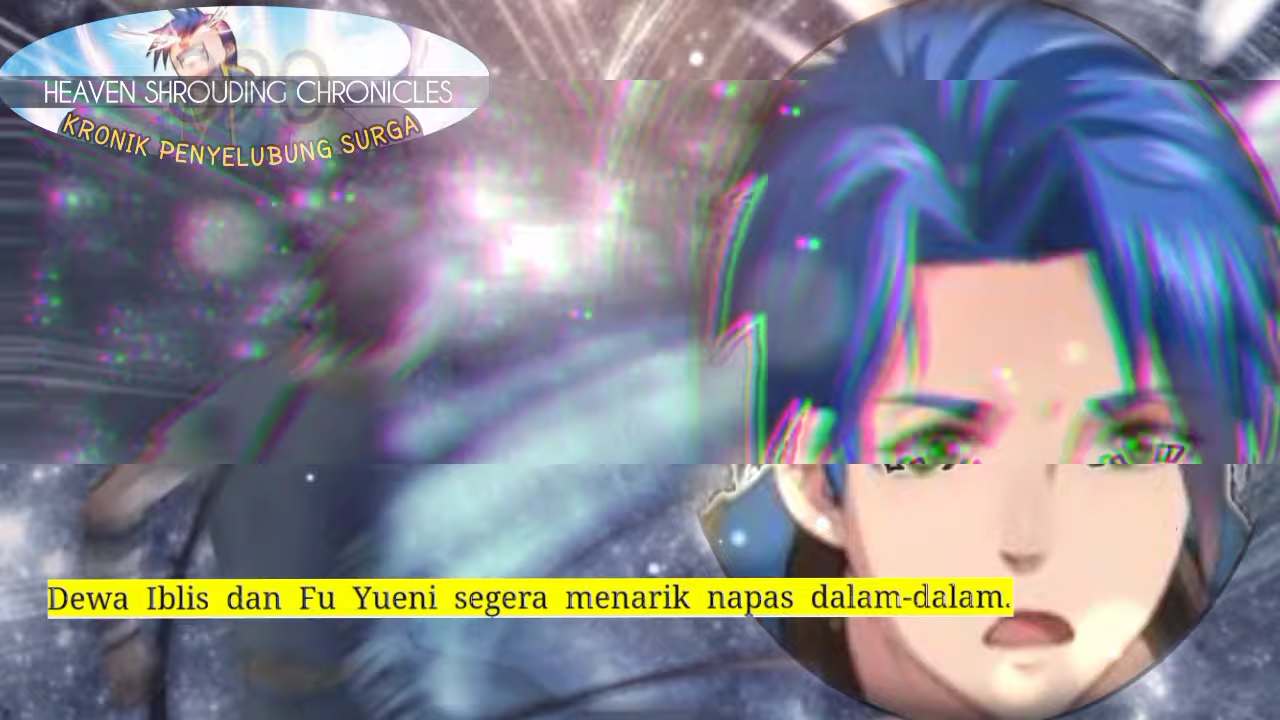 HEAVEN SHROUDING CHRONICLES
KRONIK PENYELUBUNG SURGA
Dewa Iblis dan Fu Yueni segera menarik napas dalam-dalam.